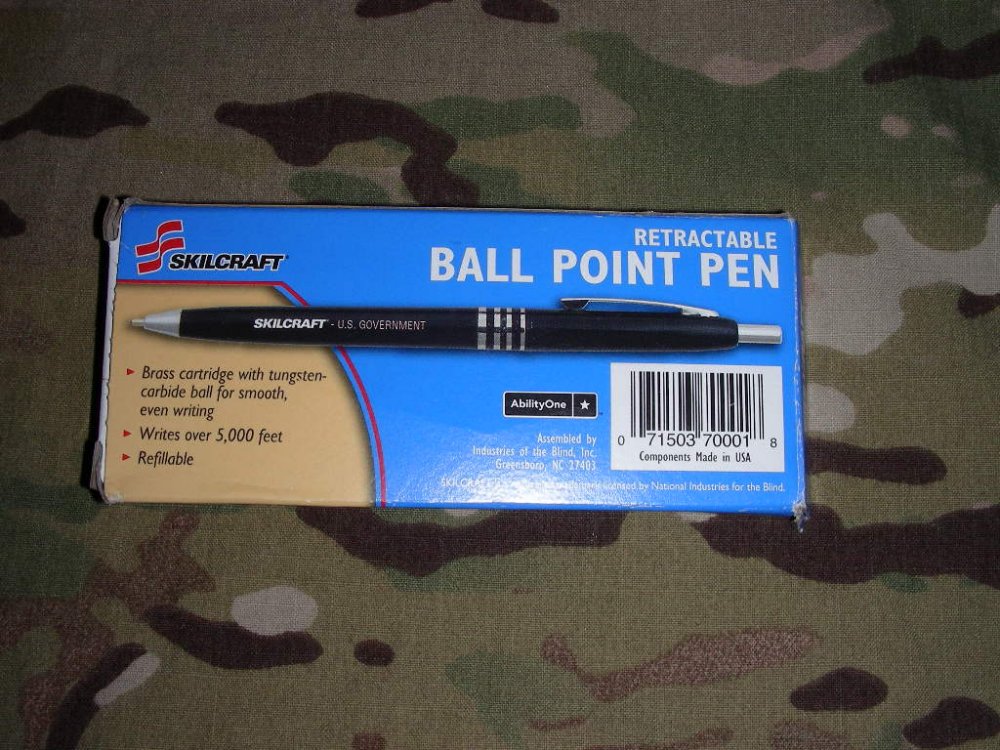 SKILCRAFT
RETRACTABLE
BALL POINT PEN
SKILCRAFT - U.S. GOVERNMENT
Brass cartridge with tungsten-
carbide ball for smooth,
even writing
Writes over 5,000 feet
Refillable
AbilityOne
Assembled by
Industries of the Blind, Inc.
Greensboro, NC 27403
0 71503 70001 8
Components Made in USA
SKILCRAFT licensed by National Industries for the Blind.